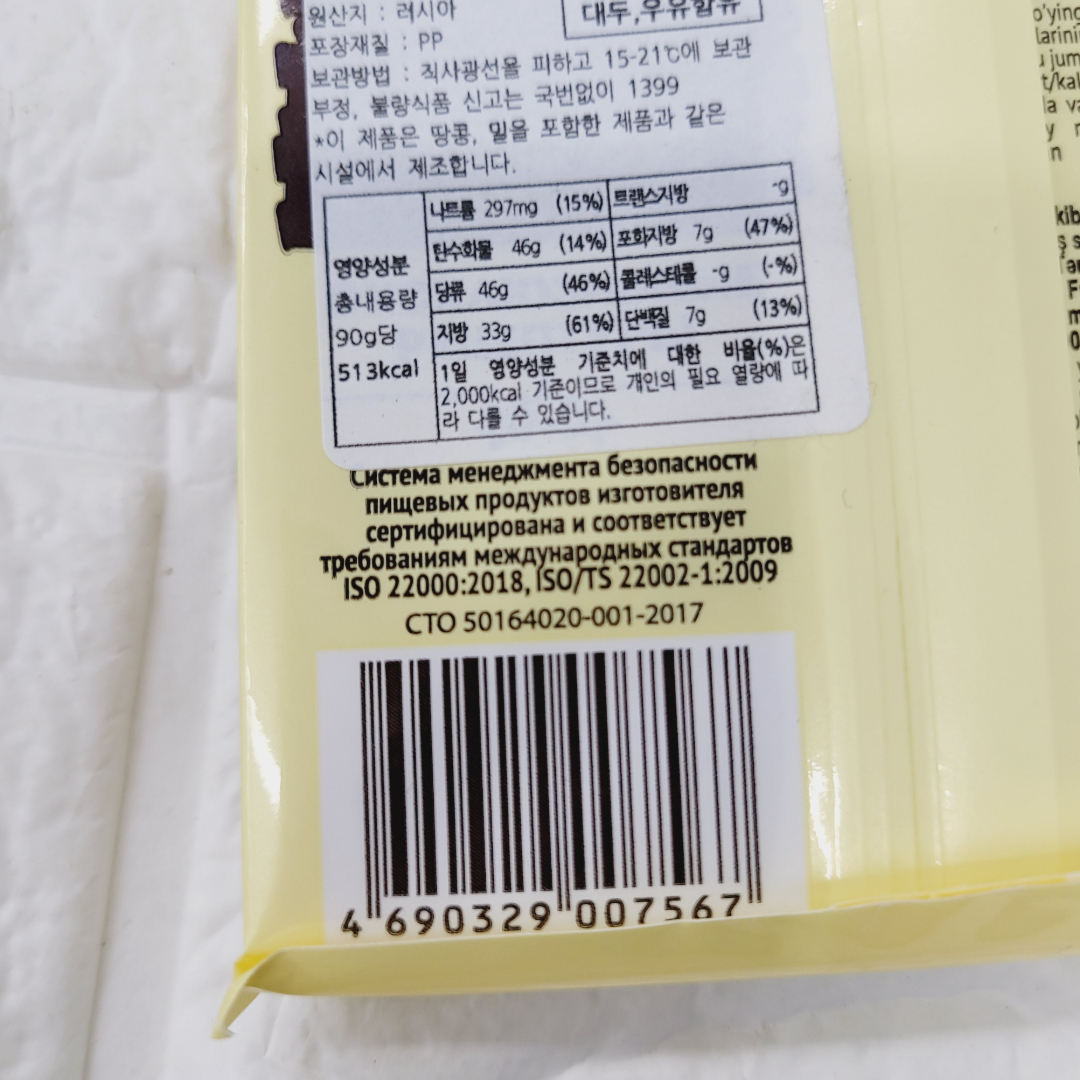 원산지 : 러시아
대두,우유함유
포장재질 : PP
보관방법 : 직사광선몰 피하고 15-21℃에 보관
부정, 불량식품 신고는 국번없이 1399
*이 제품은 땅콩, 밀을 포함한 제품과 같은
시설에서 제조합니다.
영양성분
총내용량
90g당
513kcal
나트륨 297mg (15%) 트랜스지방 -g
탄수화물 46g (14%) 포화지방 7g (47%)
당류 46g (46%) 콜레스테롤 -g (-%)
지방 33g (61%) 단백질 7g (13%)
1일 영양성분 기준치에 대한 비율(%)은
2,000kcal 기준이므로 개인의 필요 열량에 따
라 다를 수 있습니다.
Система менеджмента безопасности
пищевых продуктов изготовителя
сертифицирована и соответствует
требованиям международных стандартов
ISO 22000:2018, ISO/TS 22002-1:2009
СТО 50164020-001-2017
4 690329 007567